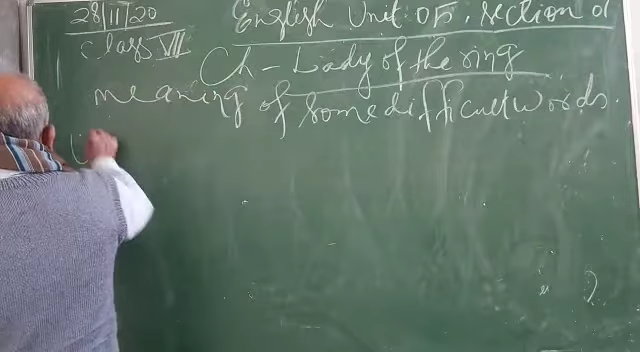 28/11/20 English Unit 05, Section a
Class VII
Ch - Lady of the ring
meaning of some difficult words.